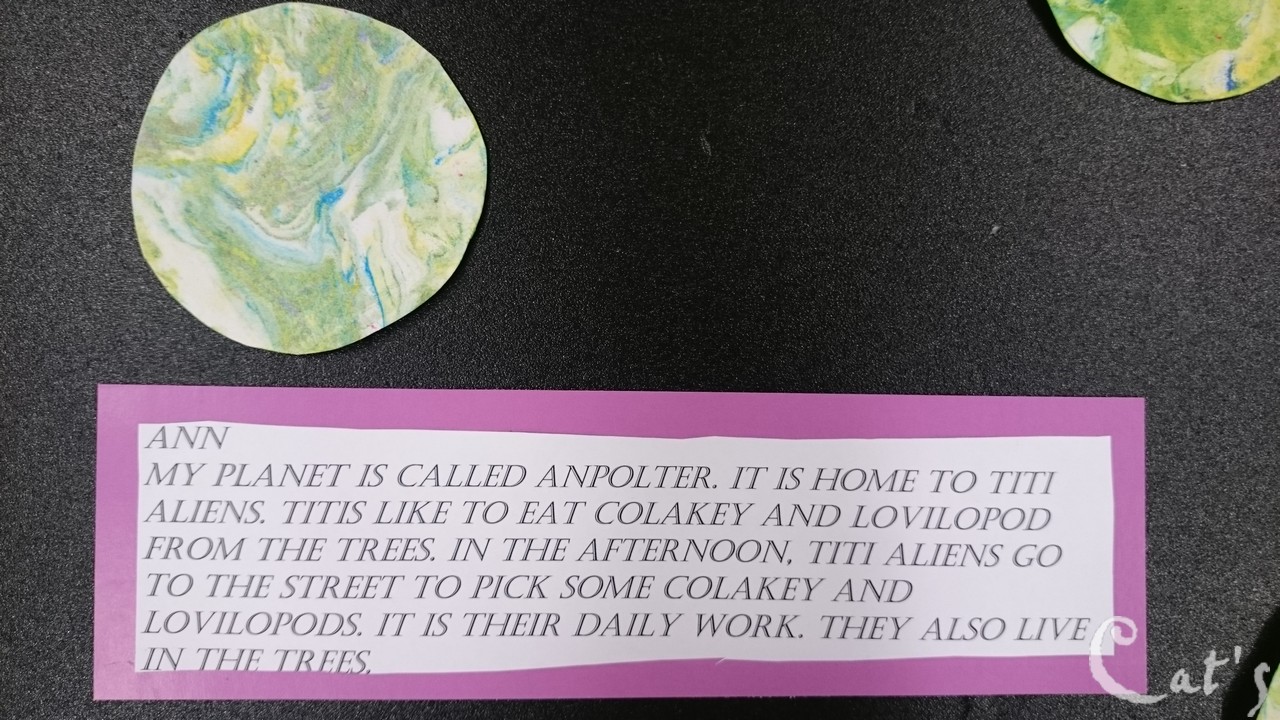 ANN
MY PLANET IS CALLED ANPOLTER. IT IS HOME TO TITI
ALIENS. TITIS LIKE TO EAT COLAKEY AND LOVILOPOD
FROM THE TREES. IN THE AFTERNOON, TITI ALIENS GO
TO THE STREET TO PICK SOME COLAKEY AND
LOVILOPODS. IT IS THEIR DAILY WORK. THEY ALSO LIVE
IN THE TREES.
Cat's